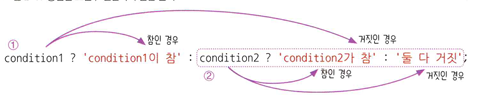 거짓인 경우
① 참인 경우
condition1 ? 'condition1이 참' : condition2 ? 'condition2가 참' : '둘 다 거짓';
② 참인 경우 거짓인 경우